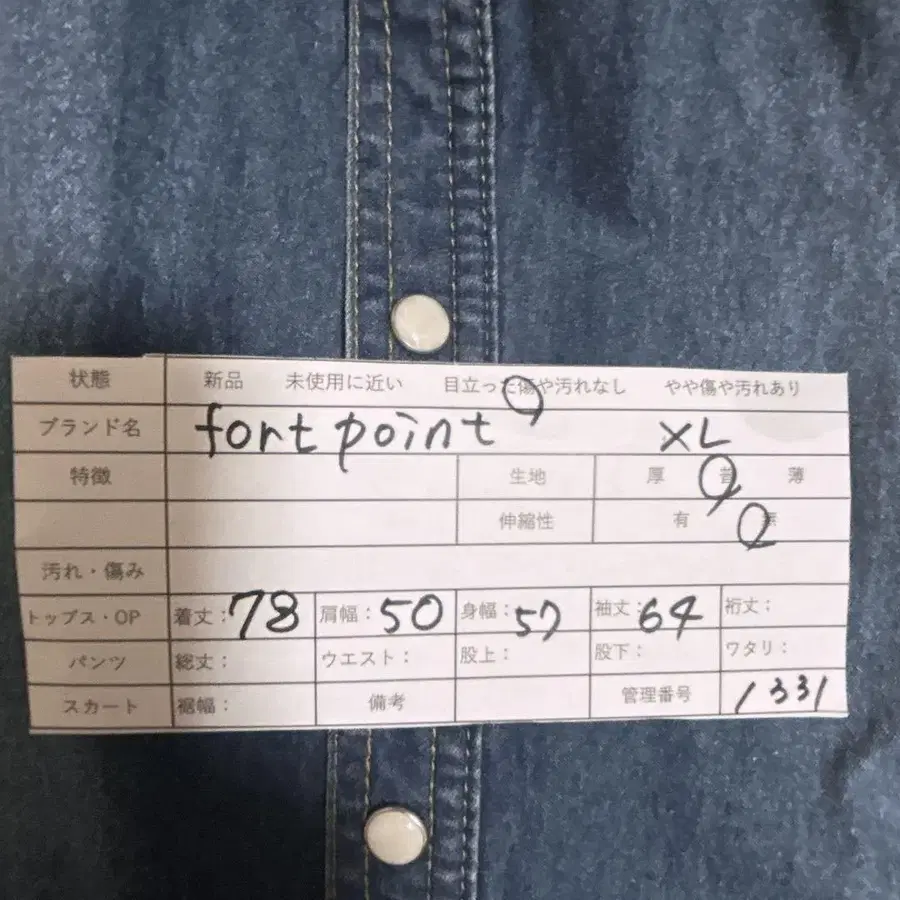 状態 新品 未使用に近い 目立った傷や汚れなし やや傷や汚れあり
ブランド名 fort point XL
特徴 生地 厚 普 薄
伸縮性 有 無
汚れ・傷み
トップス・OP 着丈:78 肩幅:50 身幅:57 袖丈:64 裄丈:
パンツ 総丈: ウエスト: 股上: 股下: ワタリ:
スカート 裾幅: 備考 管理番号 1331